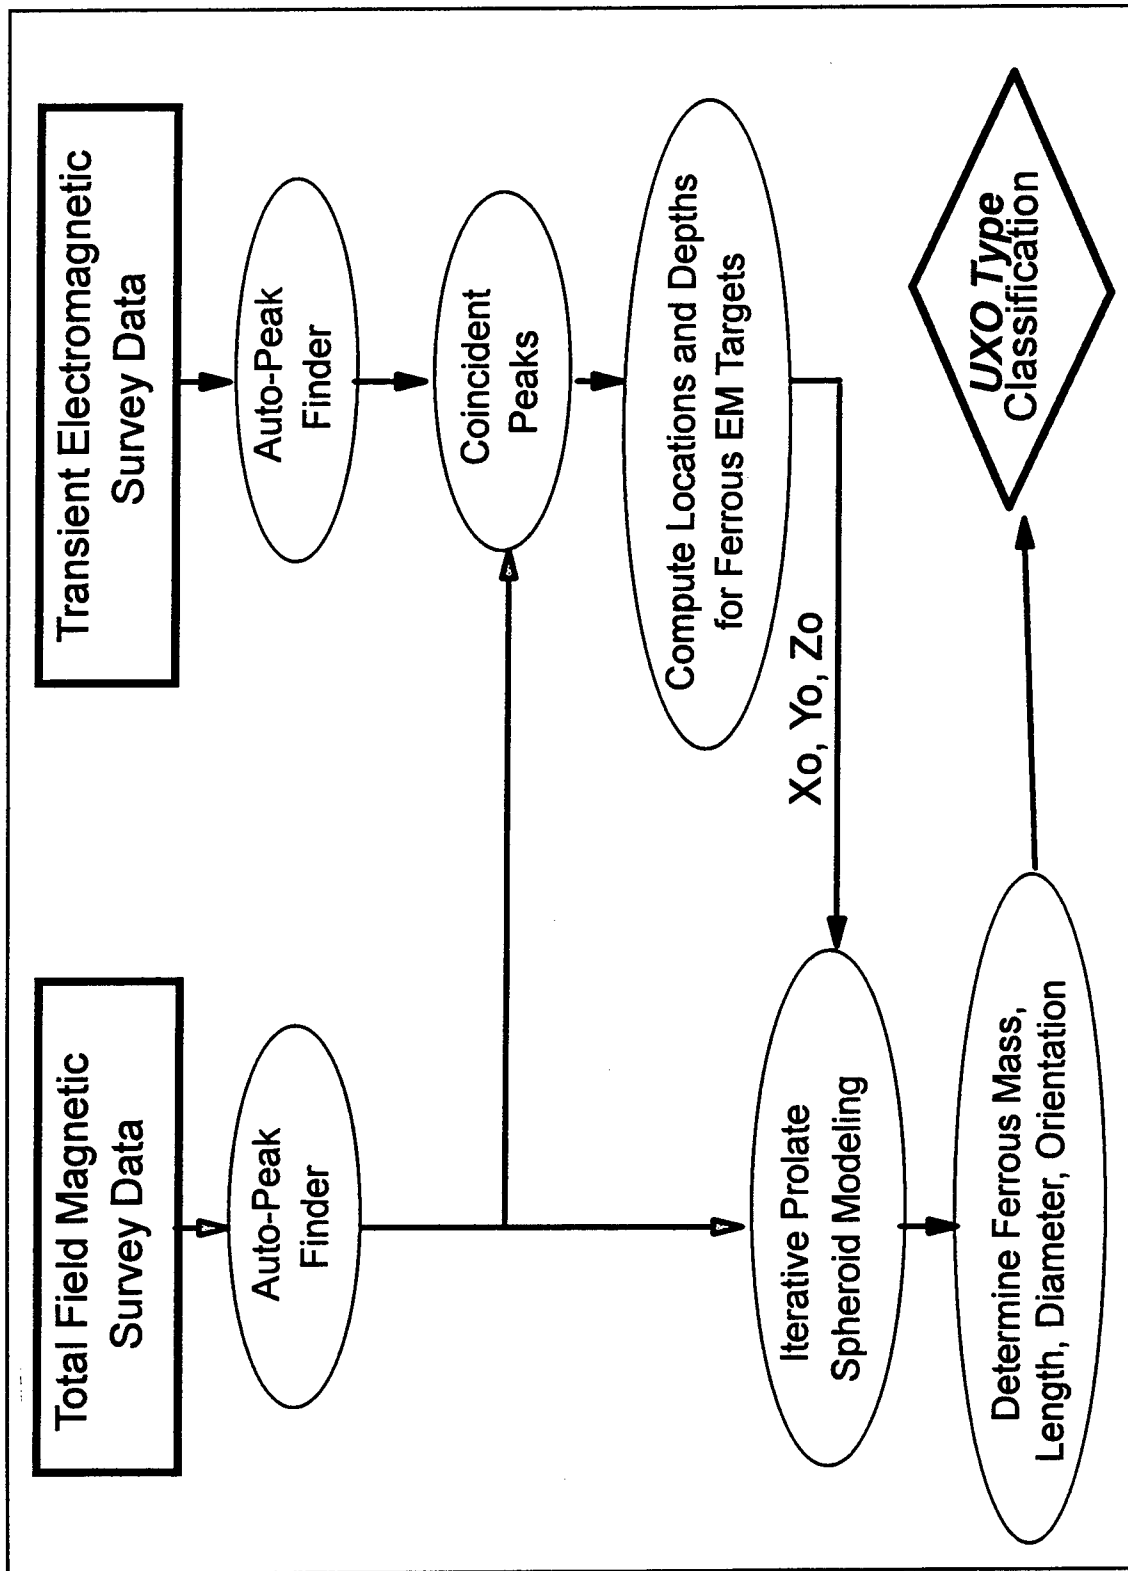 Total Field Magnetic
Survey Data
Transient Electromagnetic
Survey Data
Auto-Peak
Finder
Auto-Peak
Finder
Coincident
Peaks
Compute Locations and Depths
for Ferrous EM Targets
Xo, Yo, Zo
Iterative Prolate
Spheroid Modeling
Determine Ferrous Mass,
Length, Diameter, Orientation
UXO Type
Classification